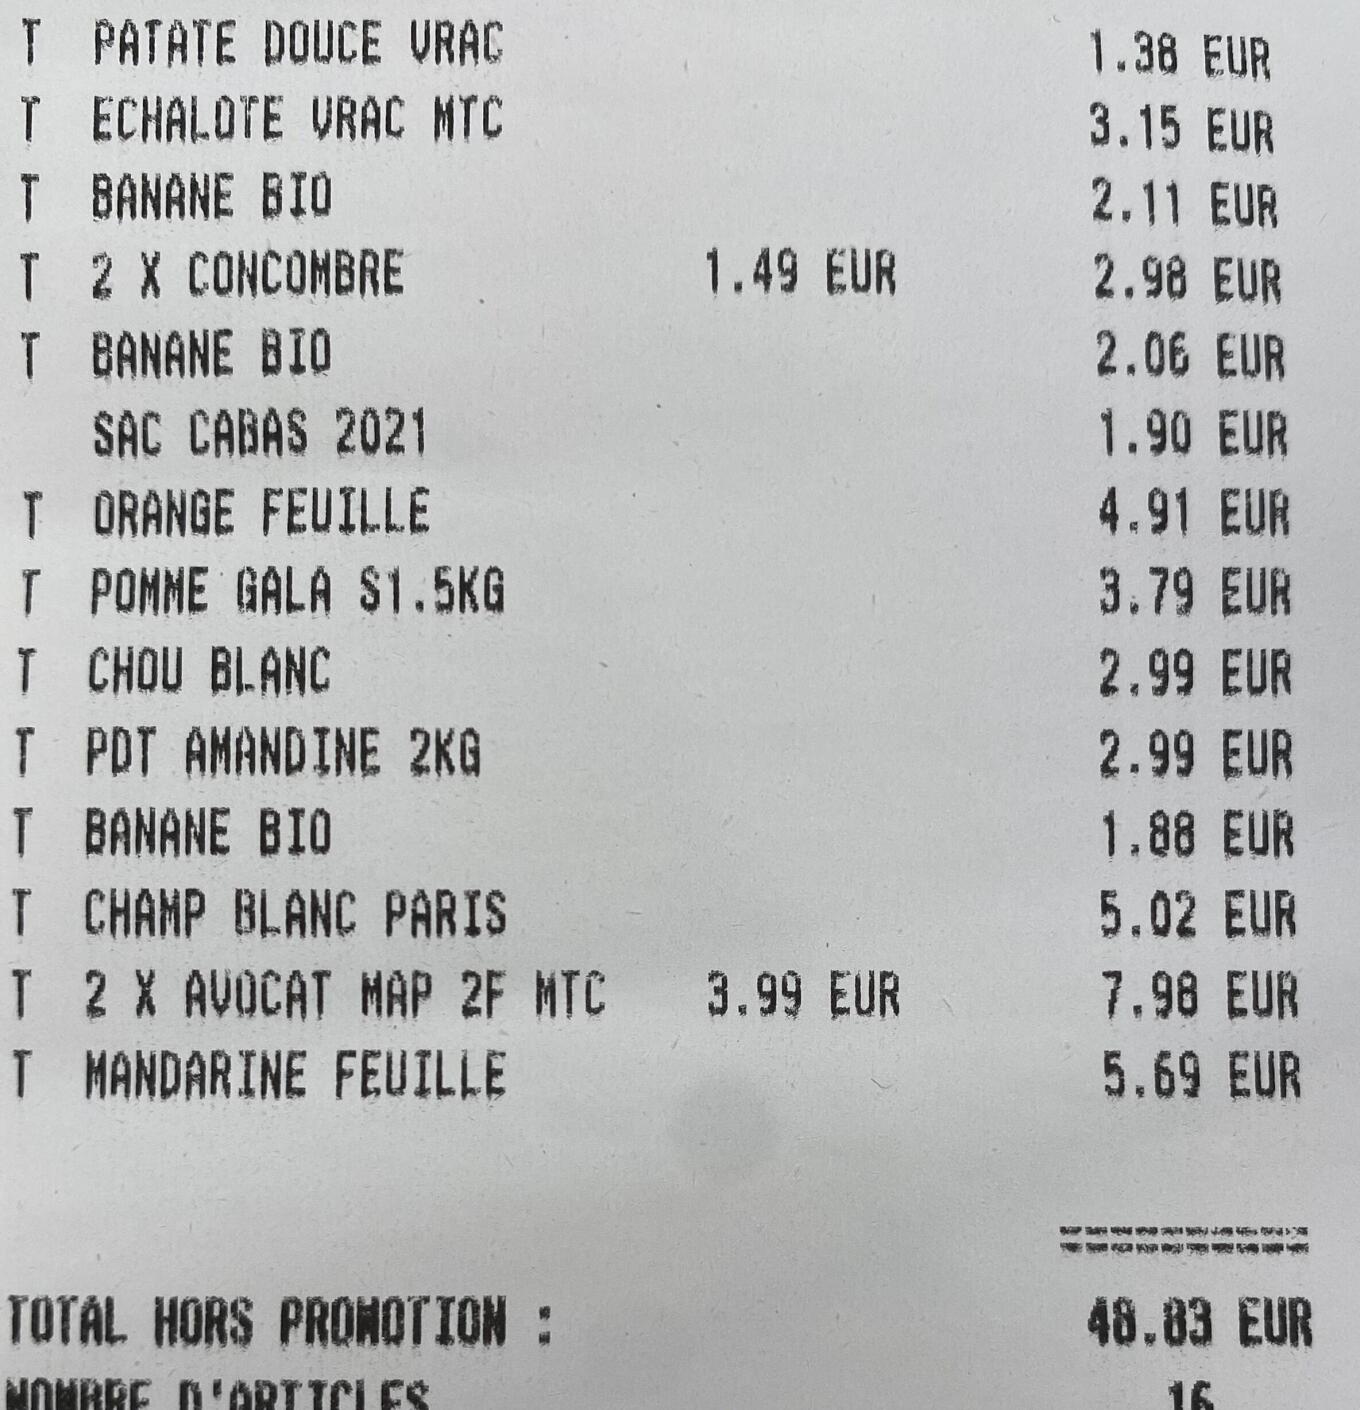 T PATATE DOUCE VRAC 1.38 EUR
T ECHALOTE VRAC MTC 3.15 EUR
T BANANE BIO 2.11 EUR
T 2 X CONCOMBRE 1.49 EUR 2.98 EUR
T BANANE BIO 2.06 EUR
SAC CABAS 2021 1.90 EUR
T ORANGE FEUILLE 4.91 EUR
T POMME GALA S1.5KG 3.79 EUR
T CHOU BLANC 2.99 EUR
T PDT AMANDINE 2KG 2.99 EUR
T BANANE BIO 1.88 EUR
T CHAMP BLANC PARIS 5.02 EUR
T 2 X AVOCAT MAP 2F MTC 3.99 EUR 7.98 EUR
T MANDARINE FEUILLE 5.69 EUR
==========
TOTAL HORS PROMOTION : 48.83 EUR
NOMBRE D'ARTICLES 16